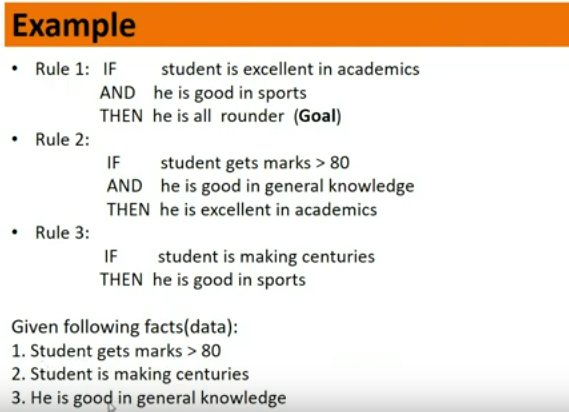 Example
• Rule 1: IF student is excellent in academics
AND he is good in sports
THEN he is all rounder (Goal)
• Rule 2:
IF student gets marks > 80
AND he is good in general knowledge
THEN he is excellent in academics
• Rule 3:
IF student is making centuries
THEN he is good in sports
Given following facts(data):
1. Student gets marks > 80
2. Student is making centuries
3. He is good in general knowledge